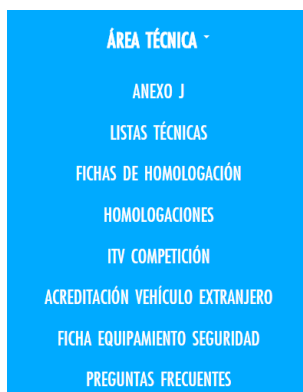 ÁREA TÉCNICA
ANEXO J
LISTAS TÉCNICAS
FICHAS DE HOMOLOGACIÓN
HOMOLOGACIONES
ITV COMPETICIÓN
ACREDITACIÓN VEHÍCULO EXTRANJERO
FICHA EQUIPAMIENTO SEGURIDAD
PREGUNTAS FRECUENTES